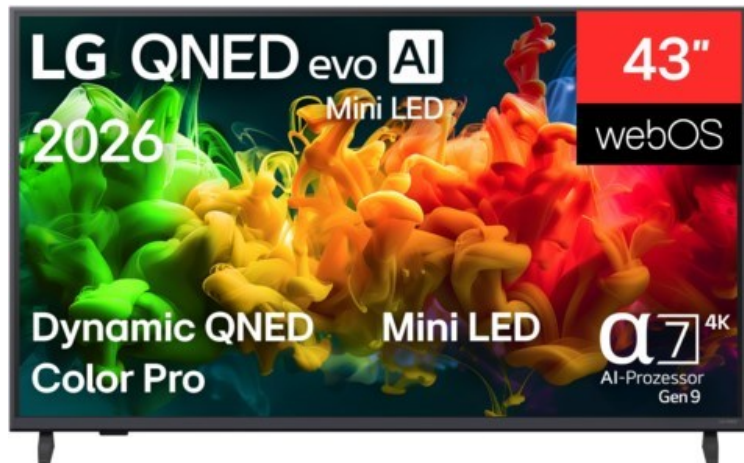 LG QNED evo AI
Mini LED
2026
43"
webOS
Dynamic QNED
Color Pro
Mini LED
α7 4K
AI-Prozessor
Gen 9